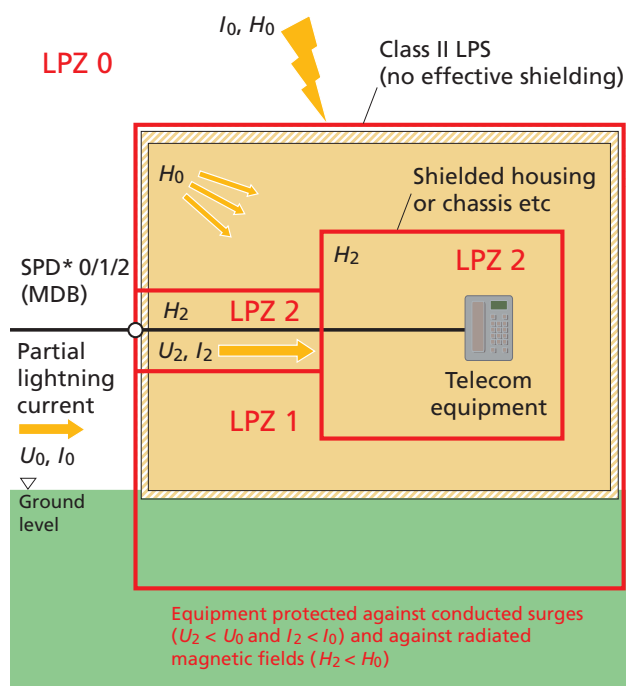 I0, H0
LPZ 0
Class II LPS
(no effective shielding)
H0
Shielded housing
or chassis etc
H2
LPZ 2
SPD* 0/1/2
(MDB)
H2
LPZ 2
U2, I2
Partial
lightning
current
Telecom
equipment
LPZ 1
U0, I0
Ground
level
Equipment protected against conducted surges
(U2 < U0 and I2 < I0) and against radiated
magnetic fields (H2 < H0)